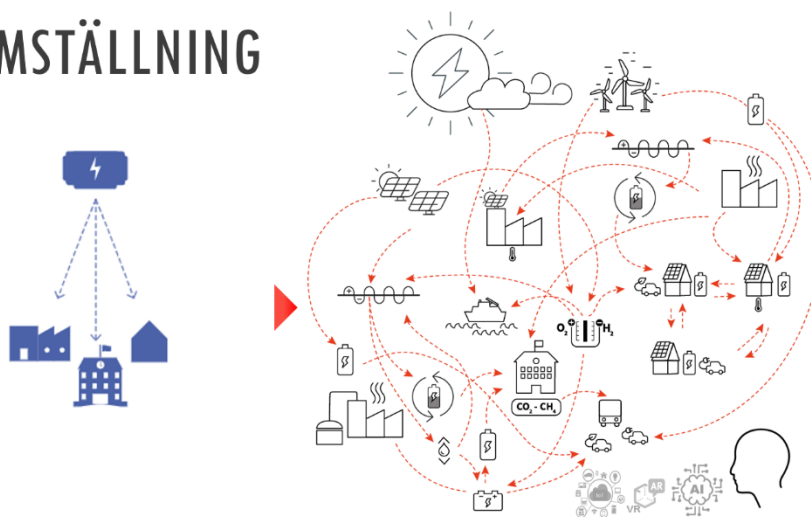 MSTÄLLNING
O₂
H₂
CO₂ - CH₄
VR
AR
AI